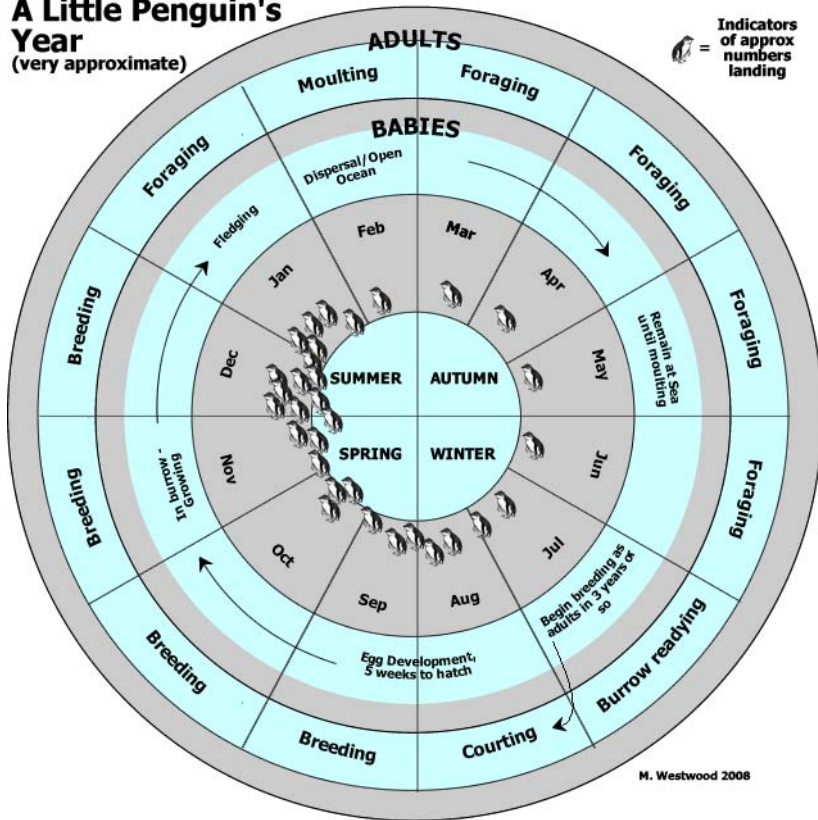 A Little Penguin's
Year
(very approximate)
Indicators
of approx
= numbers
landing
ADULTS
Moulting
Foraging
Foraging
Foraging
Foraging
Burrow readying
Courting
Breeding
Breeding
Breeding
Breeding
Foraging
BABIES
Dispersal/Open
Ocean
Remain at Sea
until moulting
Begin breeding as
adults in 3 years or
so
Egg Development,
5 weeks to hatch
In burrow -
Growing
Fledging
Jan
Feb
Mar
Apr
May
Jun
Jul
Aug
Sep
Oct
Nov
Dec
SUMMER
AUTUMN
SPRING
WINTER
M. Westwood 2008